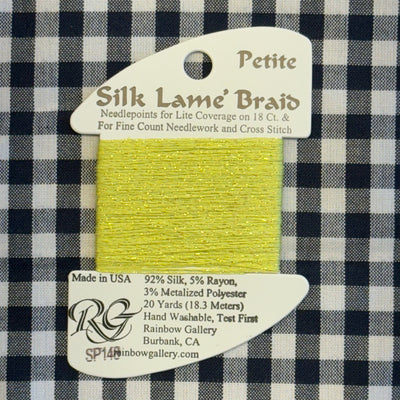 Petite
Silk Lamé Braid
Needlepoints for Lite Coverage on 18 Ct. &
For Fine Count Needlework and Cross Stitch
Made in USA
92% Silk, 5% Rayon,
3% Metalized Polyester
20 Yards (18.3 Meters)
Hand Washable, Test First
Rainbow Gallery
Burbank, CA
rainbowgallery.com
RG